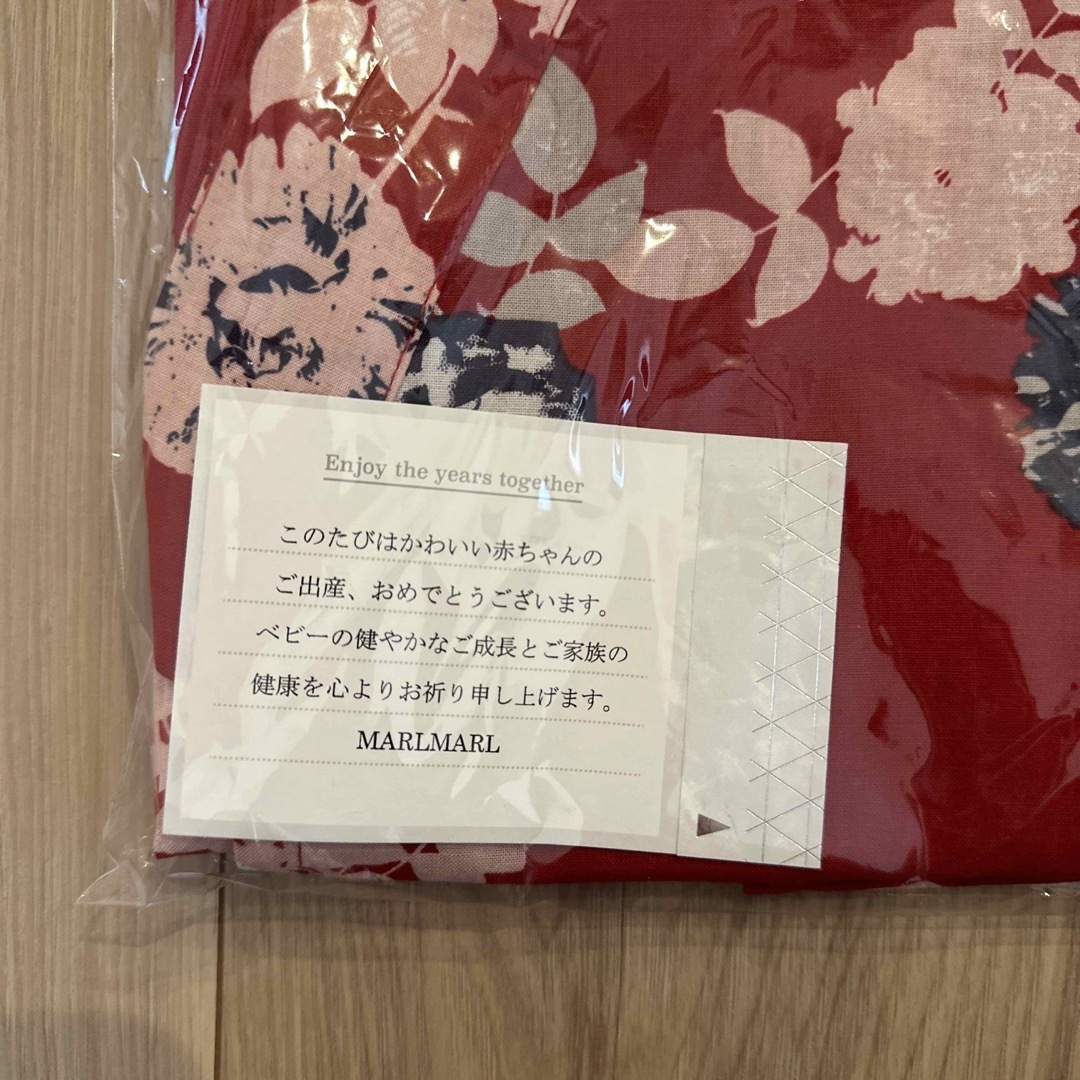 Enjoy the years together
このたびはかわいい赤ちゃんの
ご出産、おめでとうございます。
ベビーの健やかなご成長とご家族の
健康を心よりお祈り申し上げます。
MARLMARL